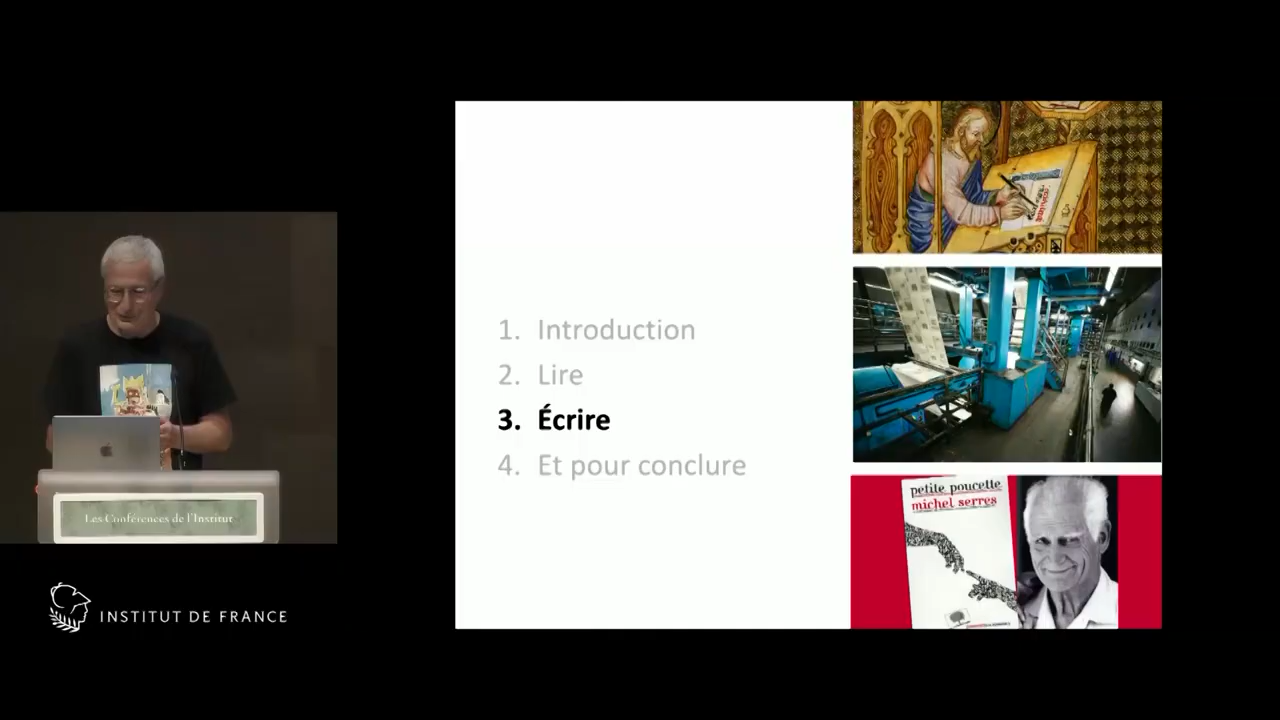 1. Introduction
2. Lire
3. Écrire
4. Et pour conclure
petite poucette
michel serres
Les Conférences de l'Institut
INSTITUT DE FRANCE